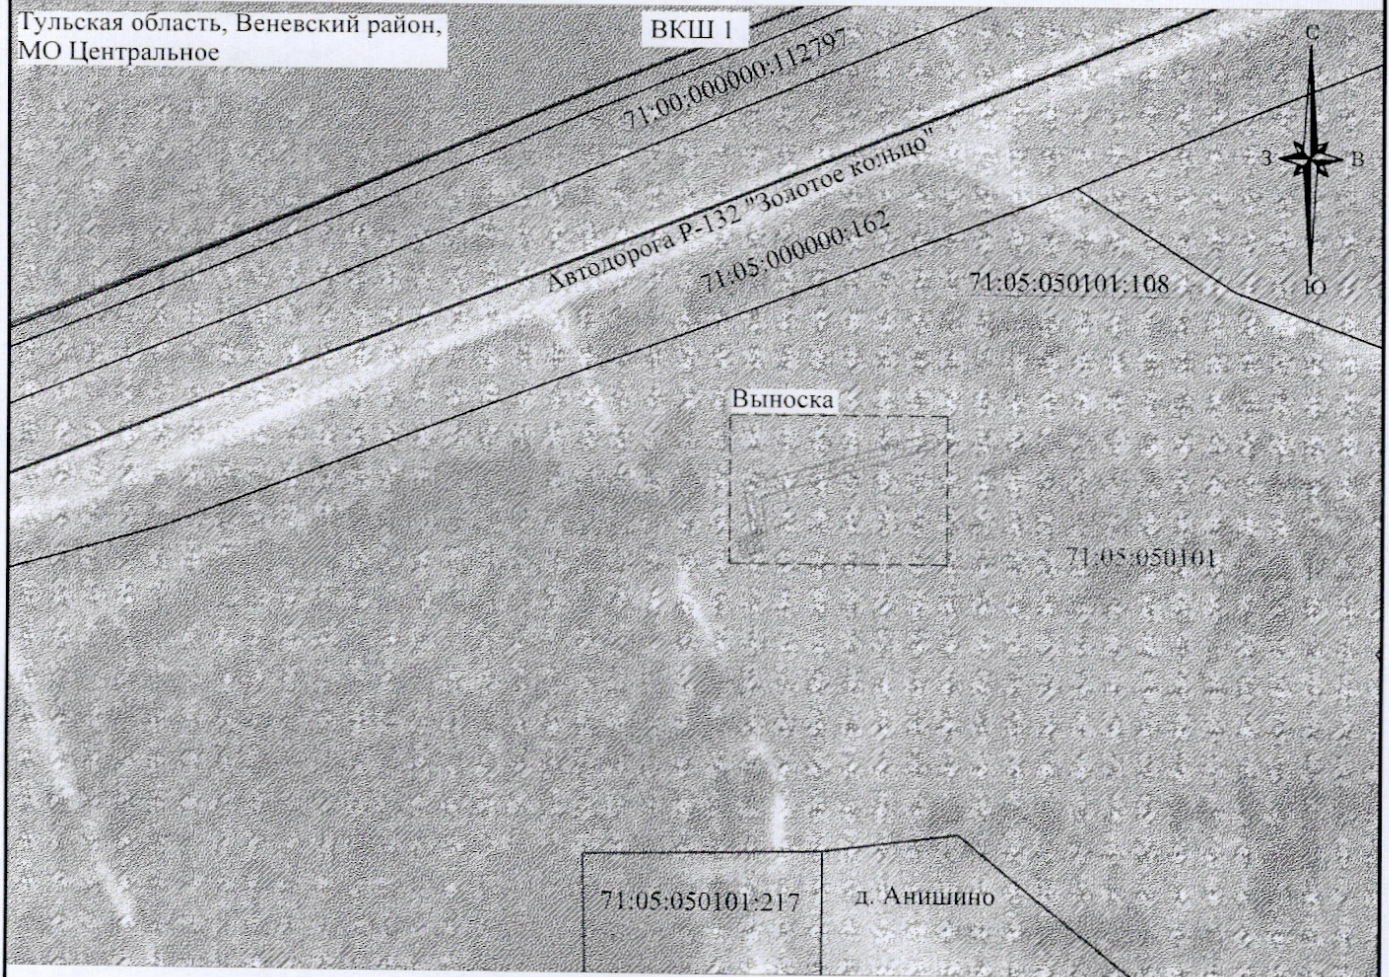 Тульская область, Веневский район,
МО Центральное
ВКШ 1
С
З
В
Ю
71:00:000000:112797
Автодорога Р-132 "Золотое кольцо"
71:05:000000:162
71:05:050101:108
Выноска
71:05:050101
71:05:050101:217
д. Анишино